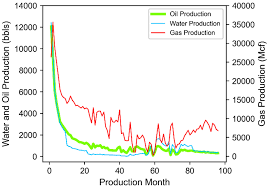 14000
12000
10000
8000
6000
4000
2000
0
Water and Oil Production (bbls)
Oil Production
Water Production
Gas Production
40000
35000
30000
25000
20000
15000
10000
5000
0
Gas Production (Mcf)
0 20 40 60 80 100
Production Month